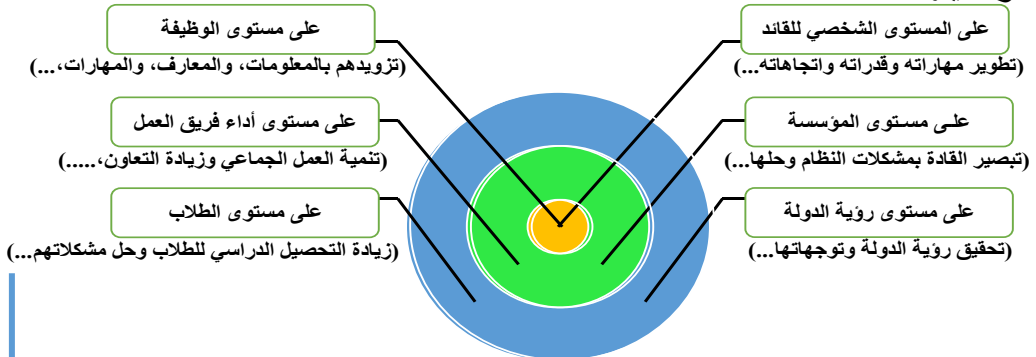 على المستوى الشخصي للقائد
(تطوير مهاراته وقدراته واتجاهاته...)
على مستوى المؤسسة
(تبصير القادة بمشكلات النظام وحلها...)
على مستوى رؤية الدولة
(تحقيق رؤية الدولة وتوجهاتها...)
على مستوى الوظيفة
(تزويدهم بالمعلومات، والمعارف، والمهارات،...)
على مستوى أداء فريق العمل
(تنمية العمل الجماعي وزيادة التعاون،.....)
على مستوى الطلاب
(زيادة التحصيل الدراسي للطلاب وحل مشكلاتهم...)